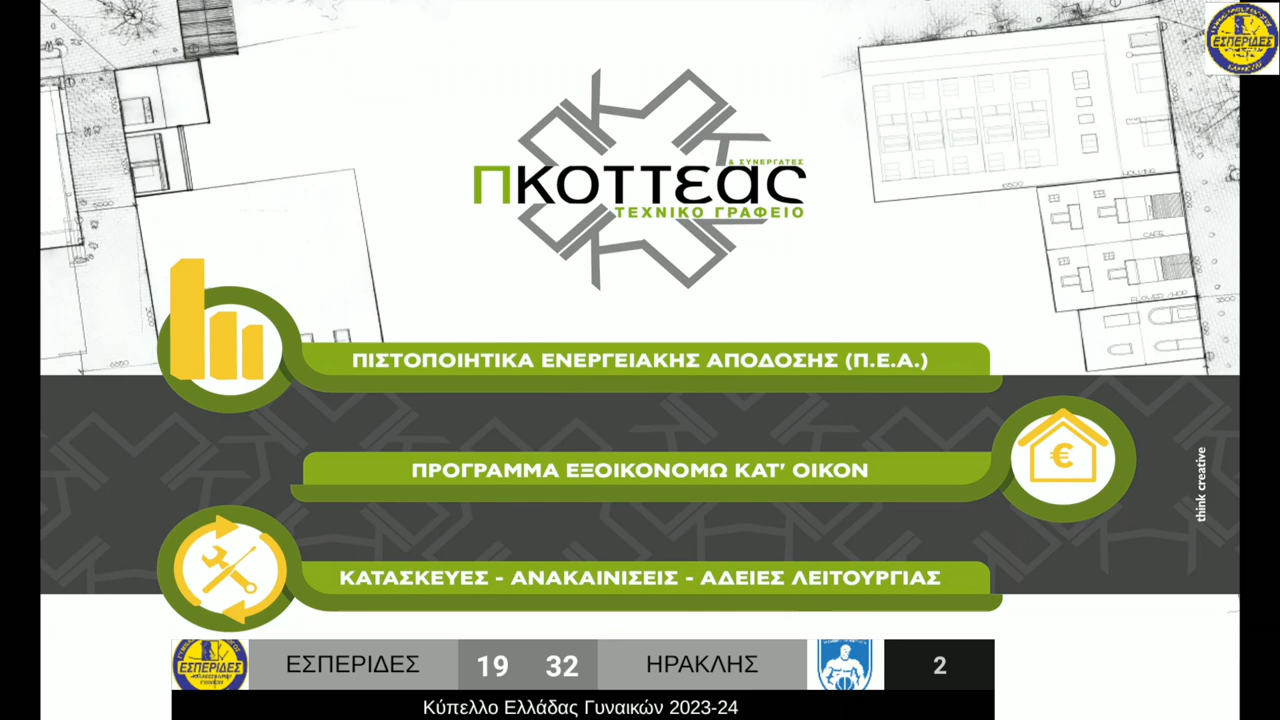 ΕΣΠΕΡΙΔΕΣ
& ΣΥΝΕΡΓΑΤΕΣ
ΠΚΟΤΤΕΑΣ
ΤΕΧΝΙΚΟ ΓΡΑΦΕΙΟ
ΠΙΣΤΟΠΟΙΗΤΙΚΑ ΕΝΕΡΓΕΙΑΚΗΣ ΑΠΟΔΟΣΗΣ (Π.Ε.Α.)
ΠΡΟΓΡΑΜΜΑ ΕΞΟΙΚΟΝΟΜΩ ΚΑΤ' ΟΙΚΟΝ
€
think creative
ΚΑΤΑΣΚΕΥΕΣ - ΑΝΑΚΑΙΝΙΣΕΙΣ - ΑΔΕΙΕΣ ΛΕΙΤΟΥΡΓΙΑΣ
ΕΣΠΕΡΙΔΕΣ
ΕΣΠΕΡΙΔΕΣ 19 32 ΗΡΑΚΛΗΣ 2
Κύπελλο Ελλάδας Γυναικών 2023-24